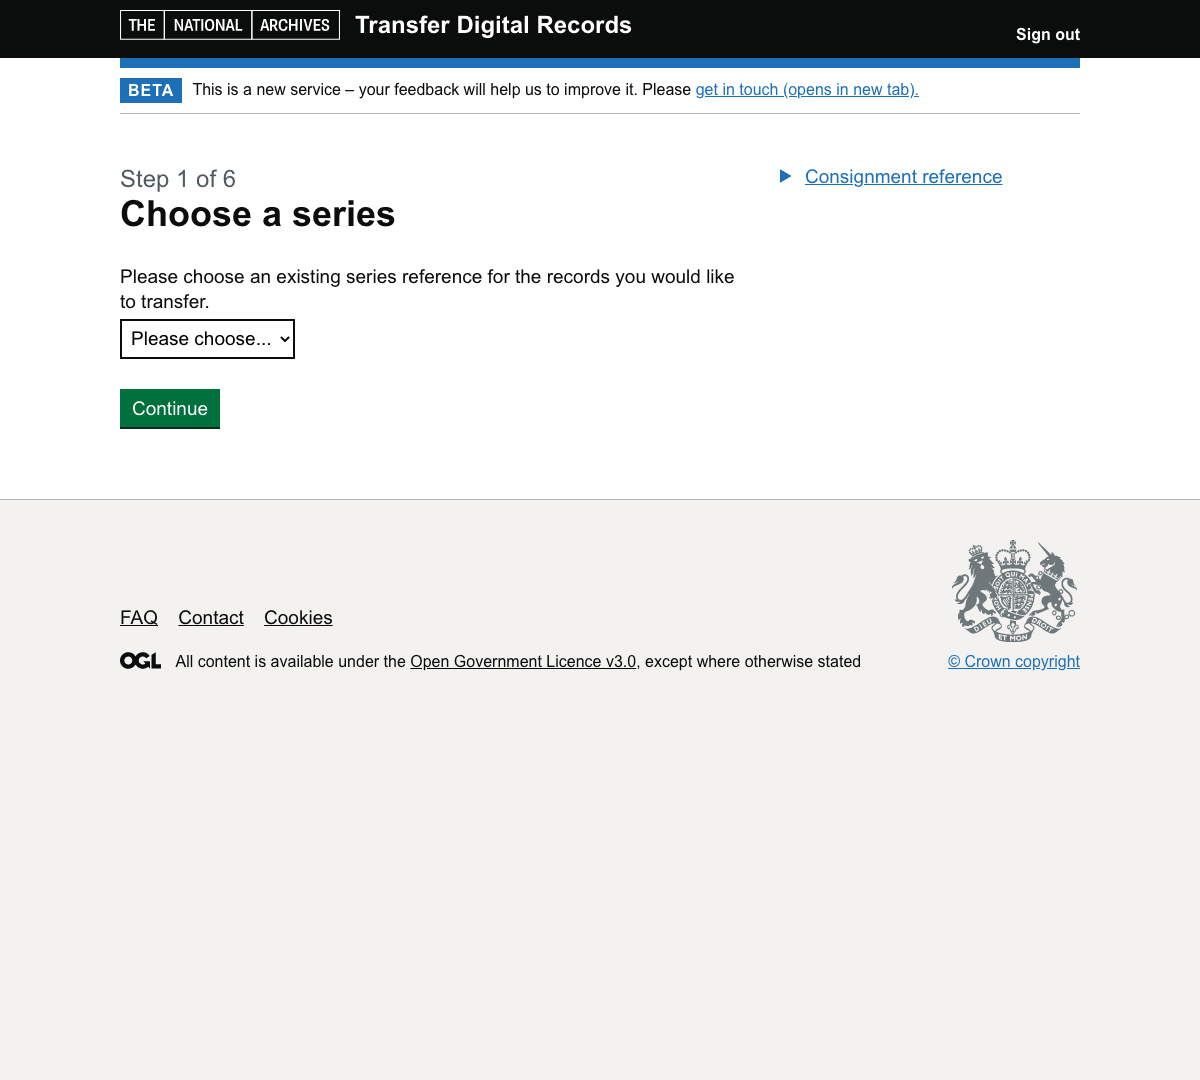 THE NATIONAL ARCHIVES Transfer Digital Records
Sign out
BETA This is a new service – your feedback will help us to improve it. Please get in touch (opens in new tab).
Step 1 of 6
Choose a series
Consignment reference
Please choose an existing series reference for the records you would like
to transfer.
Please choose...
Continue
FAQ Contact Cookies
DIEU ET MON DROIT
OGL All content is available under the Open Government Licence v3.0, except where otherwise stated
© Crown copyright